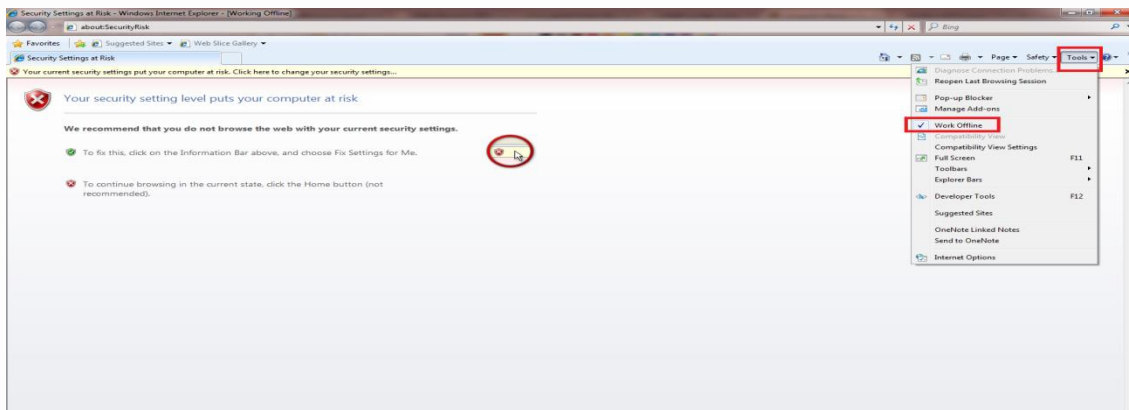 Security Settings at Risk - Windows Internet Explorer - [Working Offline]
about:SecurityRisk
Bing
Favorites Suggested Sites Web Slice Gallery
Security Settings at Risk
Page Safety Tools
Your current security settings put your computer at risk. Click here to change your security settings...
Your security setting level puts your computer at risk
We recommend that you do not browse the web with your current security settings.
To fix this, click on the Information Bar above, and choose Fix Settings for Me.
To continue browsing in the current state, click the Home button (not
recommended).
Diagnose Connection Problems...
Reopen Last Browsing Session
Pop-up Blocker
Manage Add-ons
Work Offline
Compatibility View
Compatibility View Settings
Full Screen F11
Toolbars
Explorer Bars
Developer Tools F12
Suggested Sites
OneNote Linked Notes
Send to OneNote
Internet Options